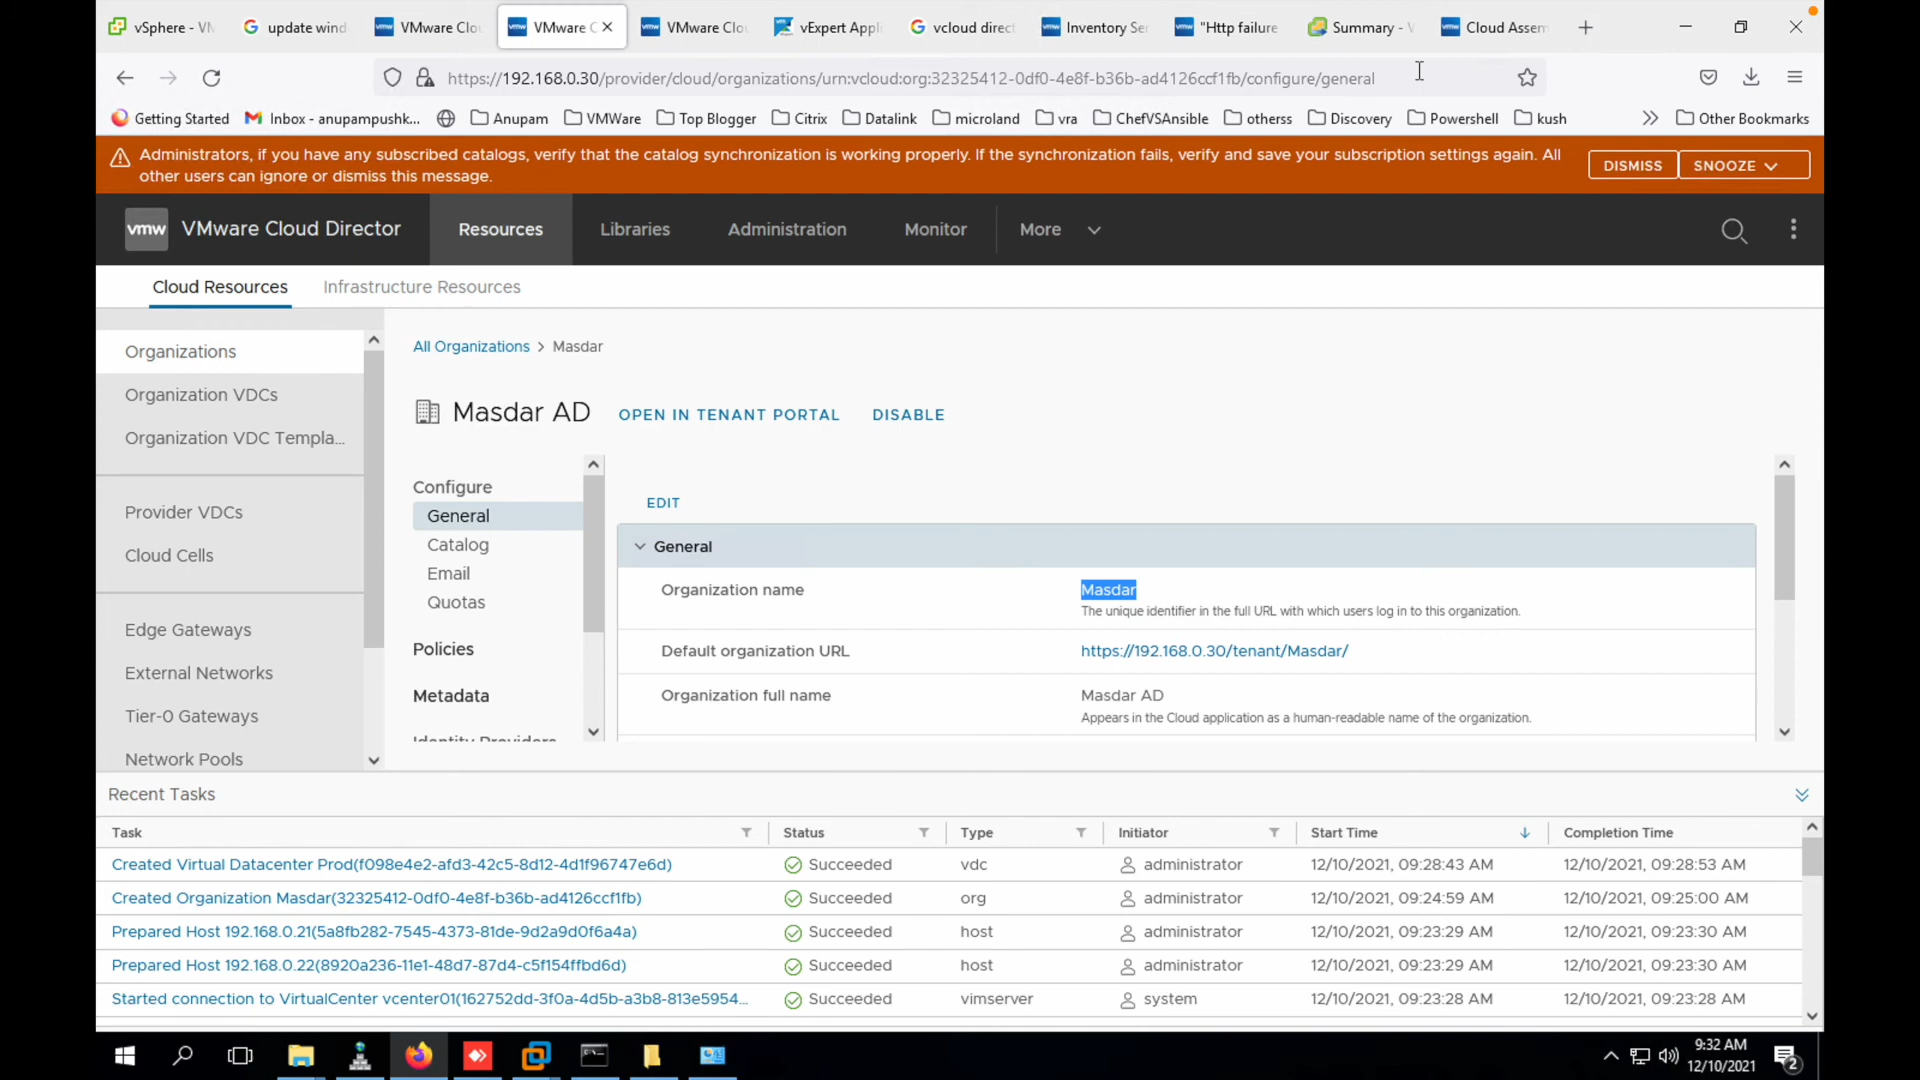 vSphere - VM
update wind
VMware Clo
VMware C
VMware Clo
vExpert Appli
vcloud direc
Inventory Se
"Http failure
Summary - V
Cloud Assem
https://192.168.0.30/provider/cloud/organizations/urn:vcloud:org:32325412-0df0-4e8f-b36b-ad4126ccf1fb/configure/general
Getting Started
Inbox - anupampushk...
Anupam
VMWare
Top Blogger
Citrix
Datalink
microland
vra
ChefVSAnsible
otherss
Discovery
Powershell
kush
Other Bookmarks
Administrators, if you have any subscribed catalogs, verify that the catalog synchronization is working properly. If the synchronization fails, verify and save your subscription settings again. All
other users can ignore or dismiss this message.
DISMISS
SNOOZE
vmw
VMware Cloud Director
Resources
Libraries
Administration
Monitor
More
Cloud Resources
Infrastructure Resources
Organizations
Organization VDCs
Organization VDC Templa...
Provider VDCs
Cloud Cells
Edge Gateways
External Networks
Tier-0 Gateways
Network Pools
All Organizations > Masdar
Masdar AD
OPEN IN TENANT PORTAL
DISABLE
Configure
General
Catalog
Email
Quotas
Policies
Metadata
Identity Providers
EDIT
General
Organization name
Masdar
The unique identifier in the full URL with which users log in to this organization.
Default organization URL
https://192.168.0.30/tenant/Masdar/
Organization full name
Masdar AD
Appears in the Cloud application as a human-readable name of the organization.
Recent Tasks
Task Status Type Initiator Start Time Completion Time
Created Virtual Datacenter Prod(f098e4e2-afd3-42c5-8d12-4d1f96747e6d) Succeeded vdc administrator 12/10/2021, 09:28:43 AM 12/10/2021, 09:28:53 AM
Created Organization Masdar(32325412-0df0-4e8f-b36b-ad4126ccf1fb) Succeeded org administrator 12/10/2021, 09:24:59 AM 12/10/2021, 09:25:00 AM
Prepared Host 192.168.0.21(5a8fb282-7545-4373-81de-9d2a9d0f6a4a) Succeeded host administrator 12/10/2021, 09:23:29 AM 12/10/2021, 09:23:30 AM
Prepared Host 192.168.0.22(8920a236-11e1-48d7-87d4-c5f154ffbd6d) Succeeded host administrator 12/10/2021, 09:23:29 AM 12/10/2021, 09:23:30 AM
Started connection to VirtualCenter vcenter01(162752dd-3f0a-4d5b-a3b8-813e5954... Succeeded vimserver system 12/10/2021, 09:23:28 AM 12/10/2021, 09:23:28 AM
9:32 AM
12/10/2021
2